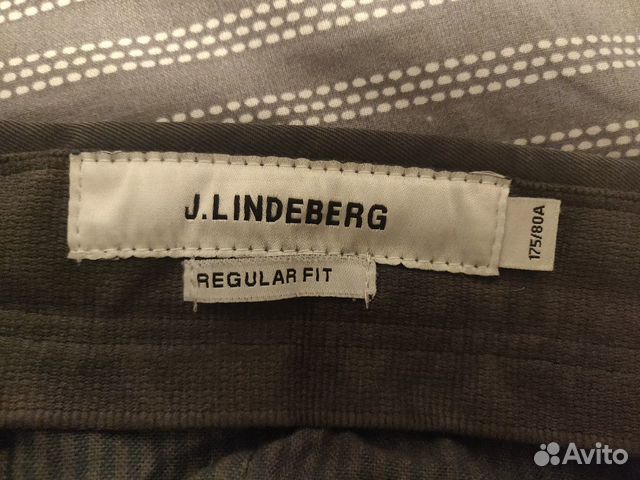 J.LINDEBERG
REGULAR FIT
175/80A
Avito